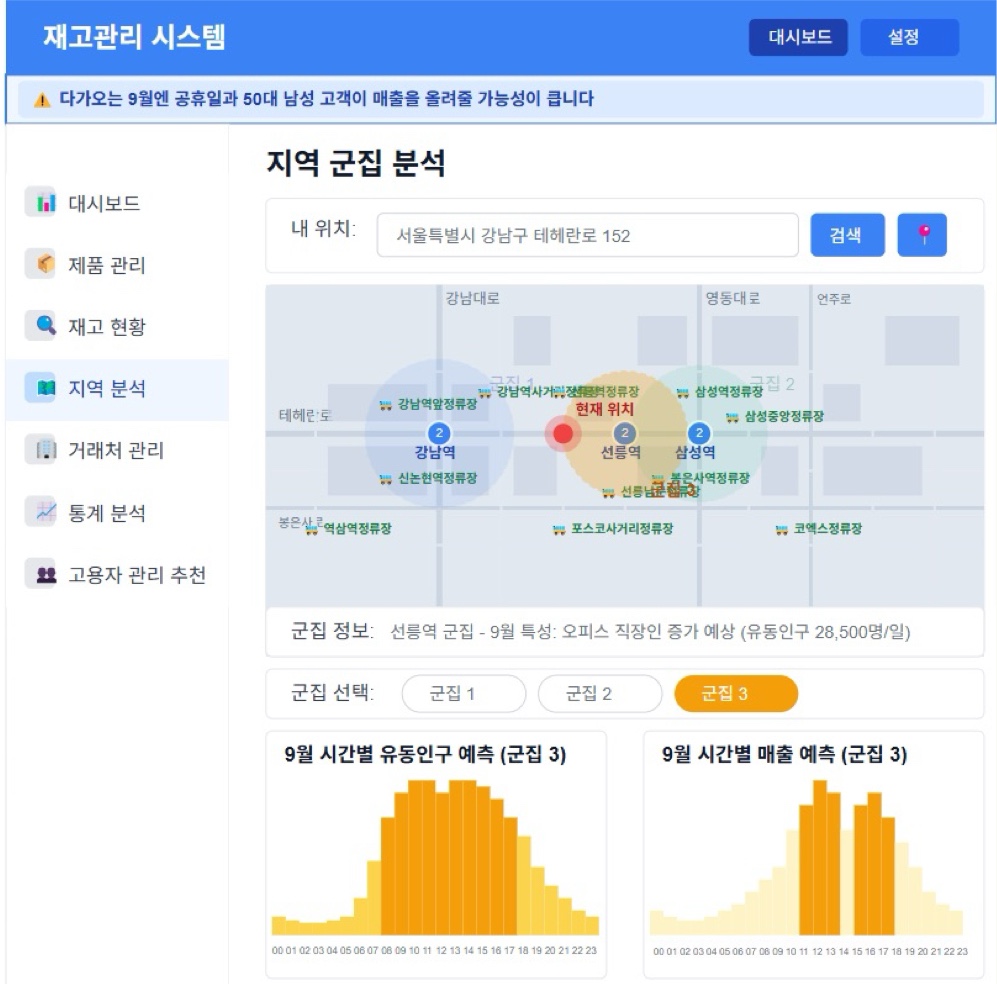 재고관리 시스템
대시보드
설정
다가오는 9월엔 공휴일과 50대 남성 고객이 매출을 올려줄 가능성이 큽니다
대시보드
제품 관리
재고 현황
지역 분석
거래처 관리
통계 분석
고용자 관리 추천
지역 군집 분석
내 위치:
서울특별시 강남구 테헤란로 152
검색
강남대로
영동대로
언주로
군집 1
군집 2
강남역사거리정류장
선릉역정류장
삼성역정류장
강남역앞정류장
현재 위치
삼성중앙정류장
테헤란로
2
2
2
강남역
선릉역
삼성역
신논현역정류장
봉은사역정류장
군집 3
봉은사로
역삼역정류장
포스코사거리정류장
코엑스정류장
군집 정보:
선릉역 군집 - 9월 특성: 오피스 직장인 증가 예상 (유동인구 28,500명/일)
군집 선택:
군집 1
군집 2
군집 3
9월 시간별 유동인구 예측 (군집 3)
00 01 02 03 04 05 06 07 08 09 10 11 12 13 14 15 16 17 18 19 20 21 22 23
9월 시간별 매출 예측 (군집 3)
00 01 02 03 04 05 06 07 08 09 10 11 12 13 14 15 16 17 18 19 20 21 22 23